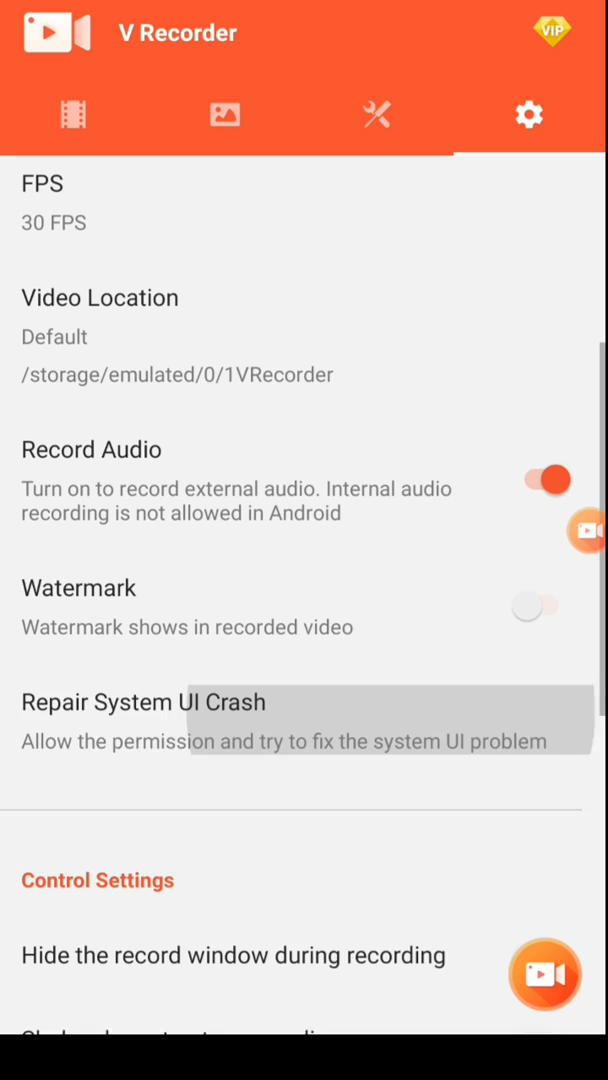 V Recorder
VIP
FPS
30 FPS
Video Location
Default
/storage/emulated/0/1VRecorder
Record Audio
Turn on to record external audio. Internal audio
recording is not allowed in Android
Watermark
Watermark shows in recorded video
Repair System UI Crash
Allow the permission and try to fix the system UI problem
Control Settings
Hide the record window during recording